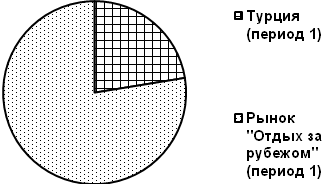 Турция
(период 1)
Рынок
"Отдых за
рубежом"
(период 1)